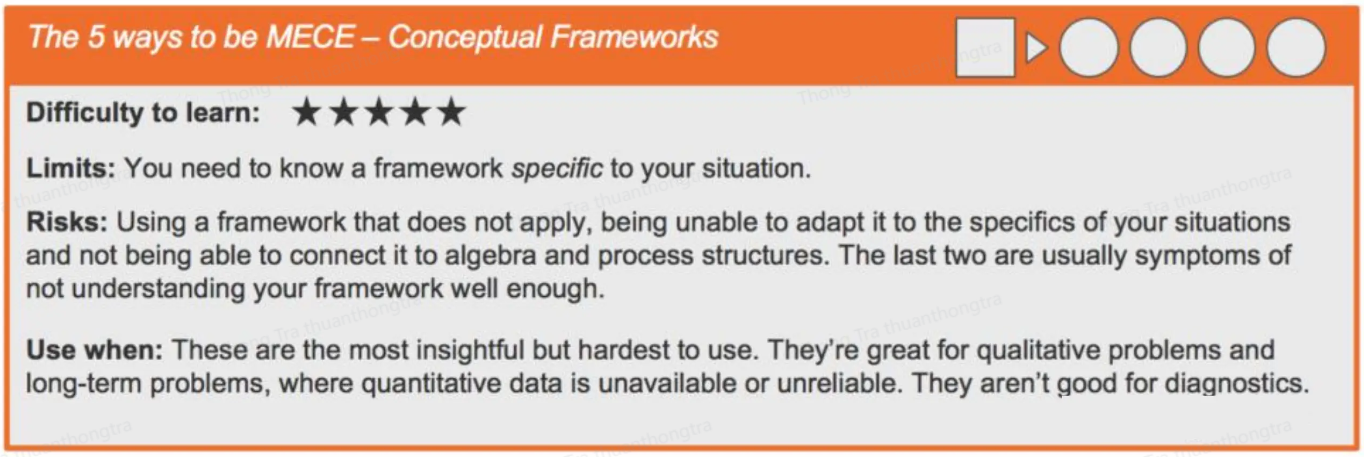 The 5 ways to be MECE – Conceptual Frameworks
Difficulty to learn: ★★★★★
Limits: You need to know a framework specific to your situation.
Risks: Using a framework that does not apply, being unable to adapt it to the specifics of your situations
and not being able to connect it to algebra and process structures. The last two are usually symptoms of
not understanding your framework well enough.
Use when: These are the most insightful but hardest to use. They're great for qualitative problems and
long-term problems, where quantitative data is unavailable or unreliable. They aren't good for diagnostics.